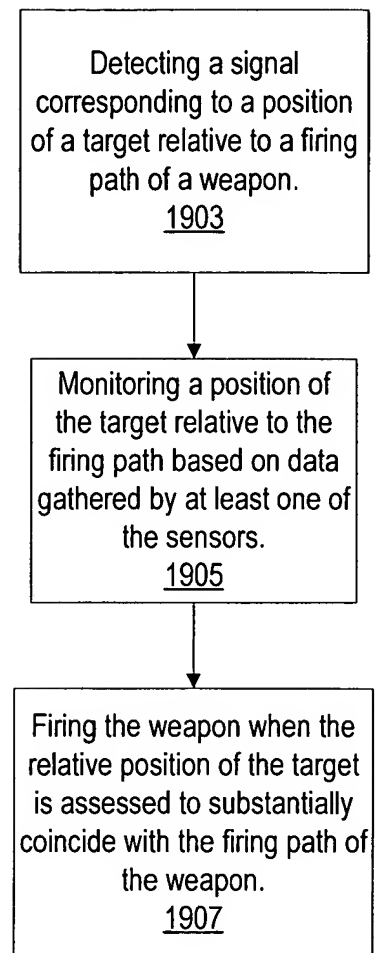 Detecting a signal
corresponding to a position
of a target relative to a firing
path of a weapon.
1903
Monitoring a position of
the target relative to the
firing path based on data
gathered by at least one of
the sensors.
1905
Firing the weapon when the
relative position of the target
is assessed to substantially
coincide with the firing path of
the weapon.
1907